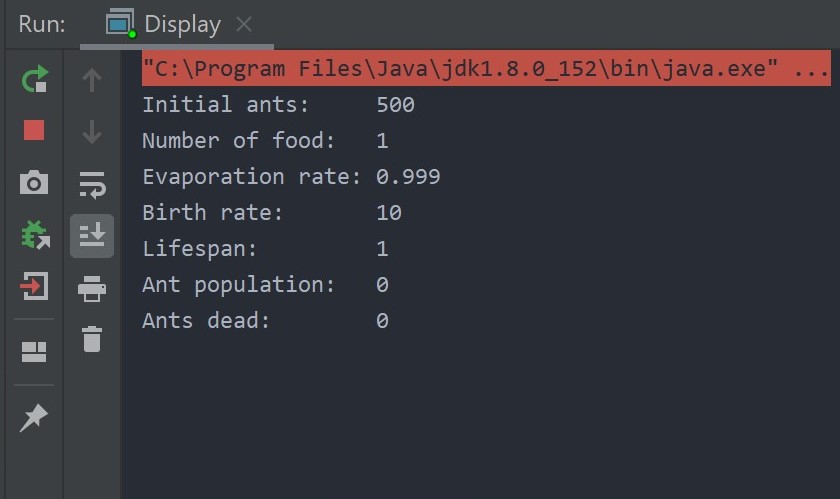 Run: Display
"C:\Program Files\Java\jdk1.8.0_152\bin\java.exe" ...
Initial ants: 500
Number of food: 1
Evaporation rate: 0.999
Birth rate: 10
Lifespan: 1
Ant population: 0
Ants dead: 0